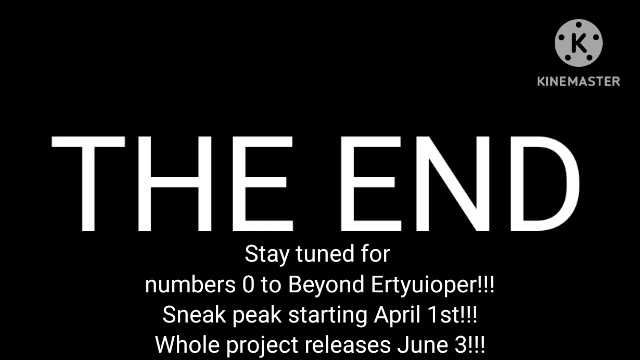 K
KINEMASTER
THE END
Stay tuned for
numbers 0 to Beyond Ertyuioper!!!
Sneak peak starting April 1st!!!
Whole project releases June 3!!!